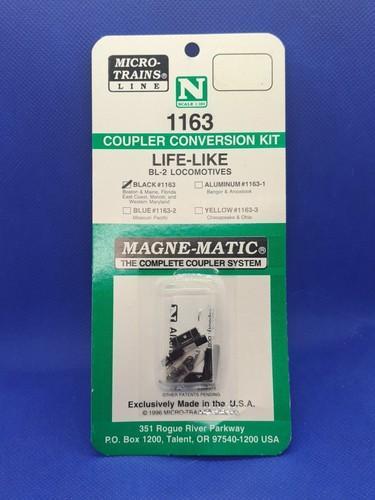 MICRO-
TRAINS®
LINE
N
SCALE 1:160
1163
COUPLER CONVERSION KIT
LIFE-LIKE
BL-2 LOCOMOTIVES
BLACK #1163
Boston & Maine, Florida
East Coast, Monon, and
Western Maryland
ALUMINUM #1163-1
Bangor & Aroostook
BLUE #1163-2
Missouri Pacific
YELLOW #1163-3
Chesapeake & Ohio
MAGNE-MATIC®
THE COMPLETE COUPLER SYSTEM
N
OTHER PATENTS PENDING
Exclusively Made in the U.S.A.
© 1996 MICRO-TRAINS
351 Rogue River Parkway
P.O. Box 1200, Talent, OR 97540-1200 USA